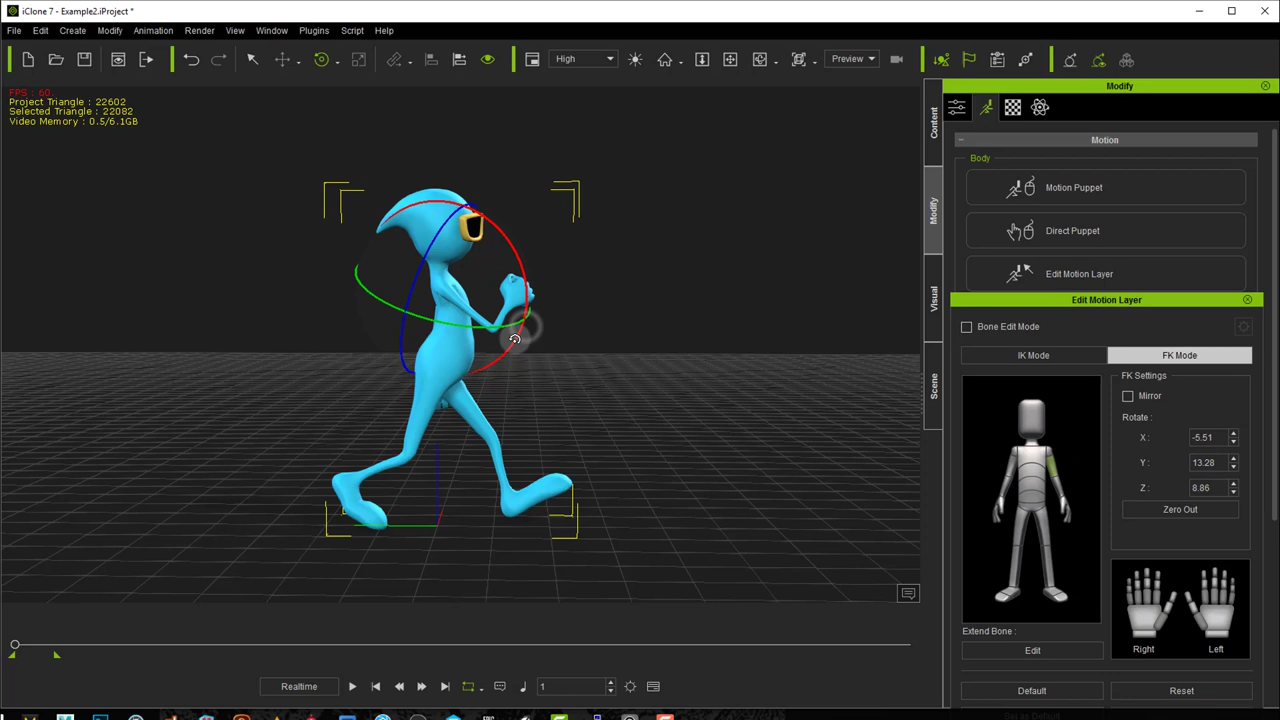 iClone 7 - Example2.iProject *
File Edit Create Modify Animation Render View Window Plugins Script Help
High Preview
FPS : 60.
Project Triangle : 22602
Selected Triangle : 22082
Video Memory : 0.5/6.1GB
Content
Modify
Visual
Scene
Modify
Motion
Body
Motion Puppet
Direct Puppet
Edit Motion Layer
Edit Motion Layer
Bone Edit Mode
IK Mode FK Mode
FK Settings
Mirror
Rotate :
X : -5.51
Y : 13.28
Z : 8.86
Zero Out
Right Left
Extend Bone :
Edit
Default Reset
Realtime 1